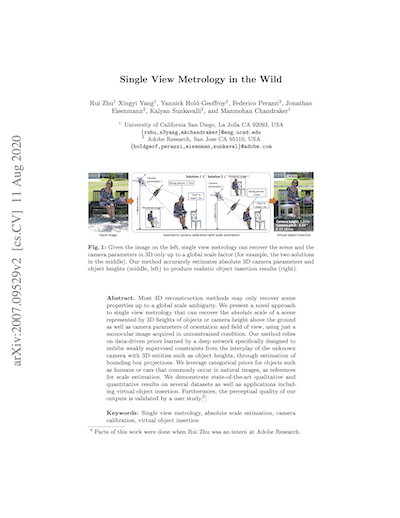 Single View Metrology in the Wild
Rui Zhu1 Xingyi Yang1, Yannick Hold-Geoffroy2, Federico Perazzi2, Jonathan
Eisenmann2, Kalyan Sunkavalli2, and Manmohan Chandraker1
1 University of California San Diego, La Jolla CA 92093, USA
{rzhu,x3yang,mkchandraker}@eng.ucsd.edu
2 Adobe Research, San Jose CA 95110, USA
{holdgeof,perazzi,eisenman,sunkaval}@adobe.com
arXiv:2007.09529v2 [cs.CV] 11 Aug 2020
Solution 1
Solution 2
Input image
Geometric camera calibration with scale estimation
Virtual object insertion
Fig. 1: Given the image on the left, single view metrology can recover the scene and the
camera parameters in 3D only up to a global scale factor (for example, the two solutions
in the middle). Our method accurately estimates absolute 3D camera parameters and
object heights (middle, left) to produce realistic object insertion results (right).
Abstract. Most 3D reconstruction methods may only recover scene
properties up to a global scale ambiguity. We present a novel approach
to single view metrology that can recover the absolute scale of a scene
represented by 3D heights of objects or camera height above the ground
as well as camera parameters of orientation and field of view, using just a
monocular image acquired in unconstrained condition. Our method relies
on data-driven priors learned by a deep network specifically designed to
imbibe weakly supervised constraints from the interplay of the unknown
camera with 3D entities such as object heights, through estimation of
bounding box projections. We leverage categorical priors for objects such
as humans or cars that commonly occur in natural images, as references
for scale estimation. We demonstrate state-of-the-art qualitative and
quantitative results on several datasets as well as applications includ-
ing virtual object insertion. Furthermore, the perceptual quality of our
outputs is validated by a user study.3
Keywords: Single view metrology, absolute scale estimation, camera
calibration, virtual object insertion
3 Parts of this work were done when Rui Zhu was an intern at Adobe Research.